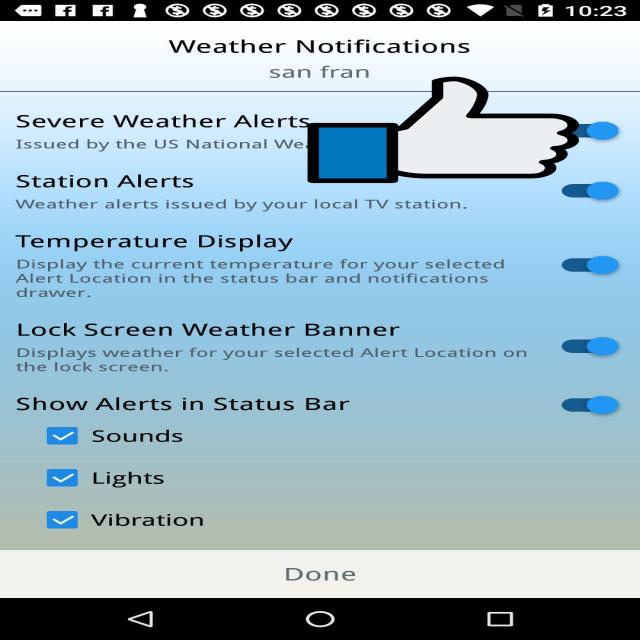 10:23
Weather Notifications
san fran
Severe Weather Alerts
Issued by the US National
Station Alerts
Weather alerts issued by your local TV station.
Temperature Display
Display the current temperature for your selected
Alert Location in the status bar and notifications
drawer.
Lock Screen Weather Banner
Displays weather for your selected Alert Location on
the lock screen.
Show Alerts in Status Bar
Sounds
Lights
Vibration
Done